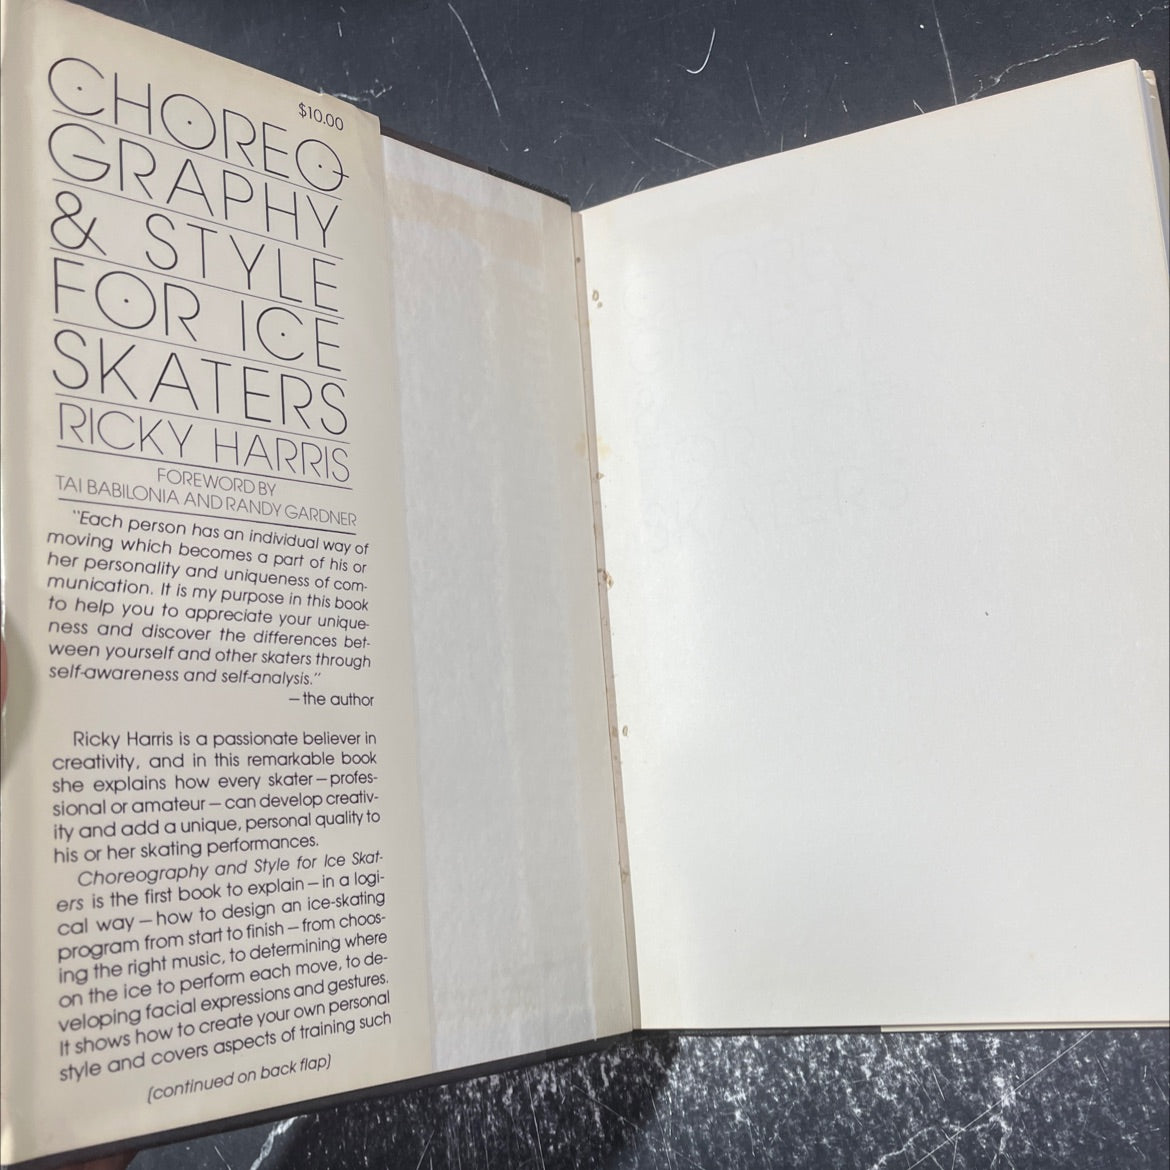 $10.00
CHOREO
GRAPHY
& STYLE
FOR ICE
SKATERS
RICKY HARRIS
FOREWORD BY
TAI BABILONIA AND RANDY GARDNER
"Each person has an individual way of
moving which becomes a part of his or
her personality and uniqueness of com-
munication. It is my purpose in this book
to help you to appreciate your unique-
ness and discover the differences bet-
ween yourself and other skaters through
self-awareness and self-analysis."
—the author
Ricky Harris is a passionate believer in
creativity, and in this remarkable book
she explains how every skater—profes-
sional or amateur—can develop creativ-
ity and add a unique, personal quality to
his or her skating performances.
Choreography and Style for Ice Skat-
ers is the first book to explain—in a logi-
cal way—how to design an ice-skating
program from start to finish—from choos-
ing the right music, to determining where
on the ice to perform each move, to de-
veloping facial expressions and gestures.
It shows how to create your own personal
style and covers aspects of training such
(continued on back flap)